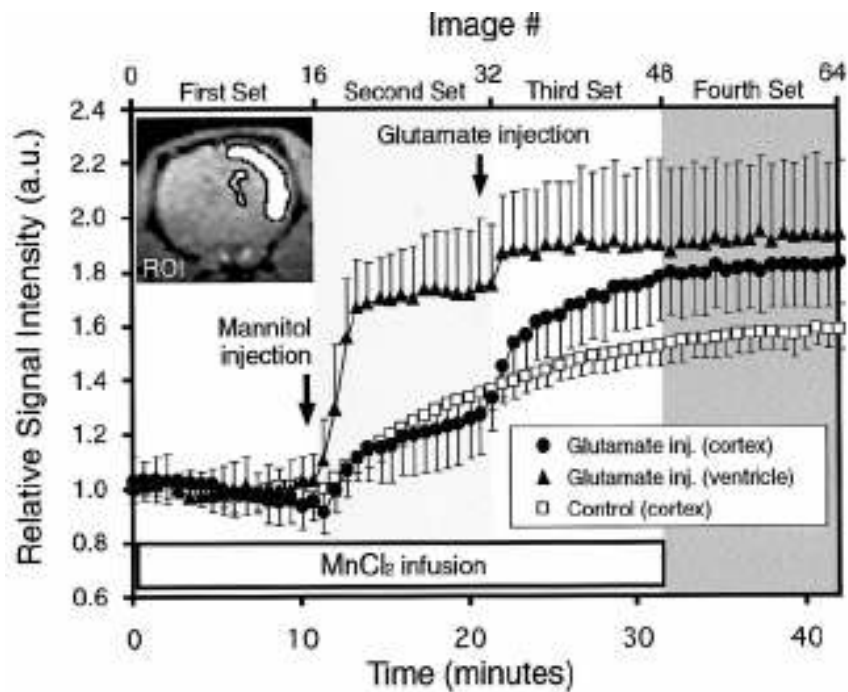 Image #
0 16 32 48 64
First Set Second Set Third Set Fourth Set
2.4
2.2
2.0
1.8
1.6
1.4
1.2
1.0
0.8
0.6
Relative Signal Intensity (a.u.)
ROI
Glutamate injection
Mannitol
injection
Glutamate inj. (cortex)
Glutamate inj. (ventricle)
Control (cortex)
MnCl₂ infusion
0 10 20 30 40
Time (minutes)